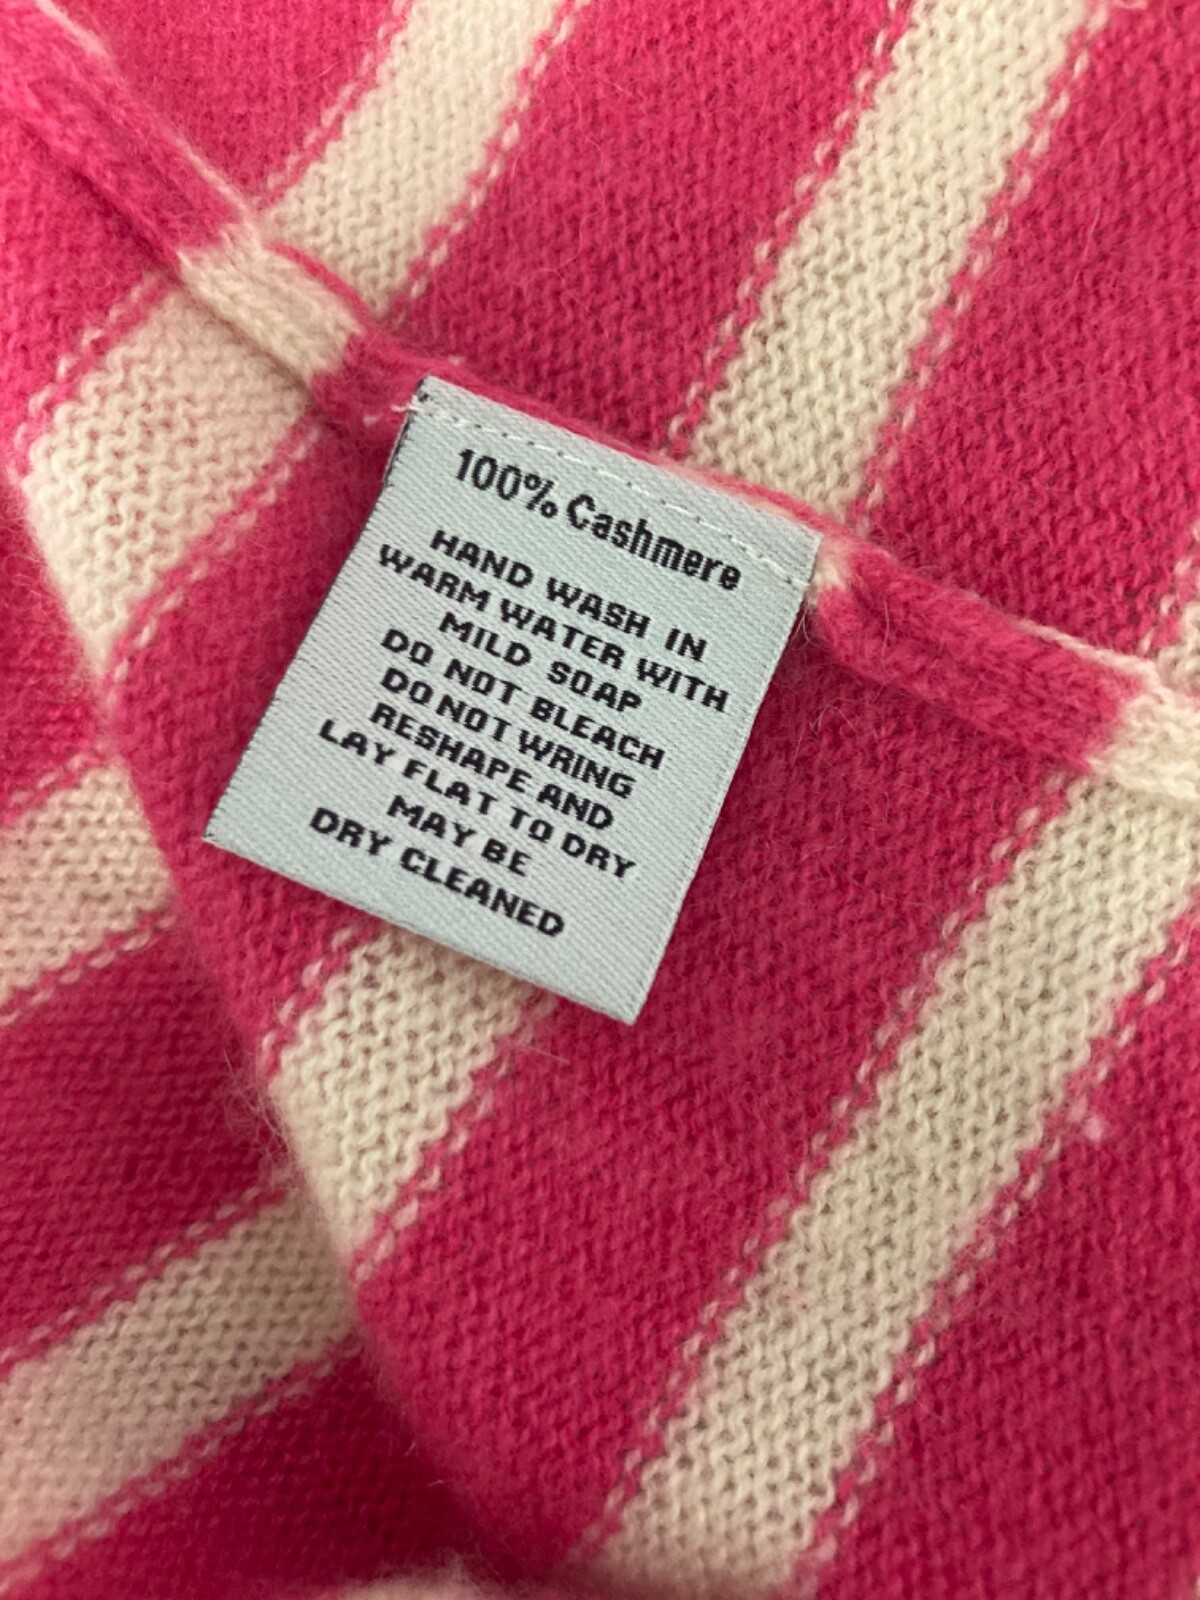 100% Cashmere
HAND WASH IN
WARM WATER WITH
MILD SOAP
DO NOT BLEACH
DO NOT WRING
RESHAPE AND
LAY FLAT TO DRY
MAY BE
DRY CLEANED